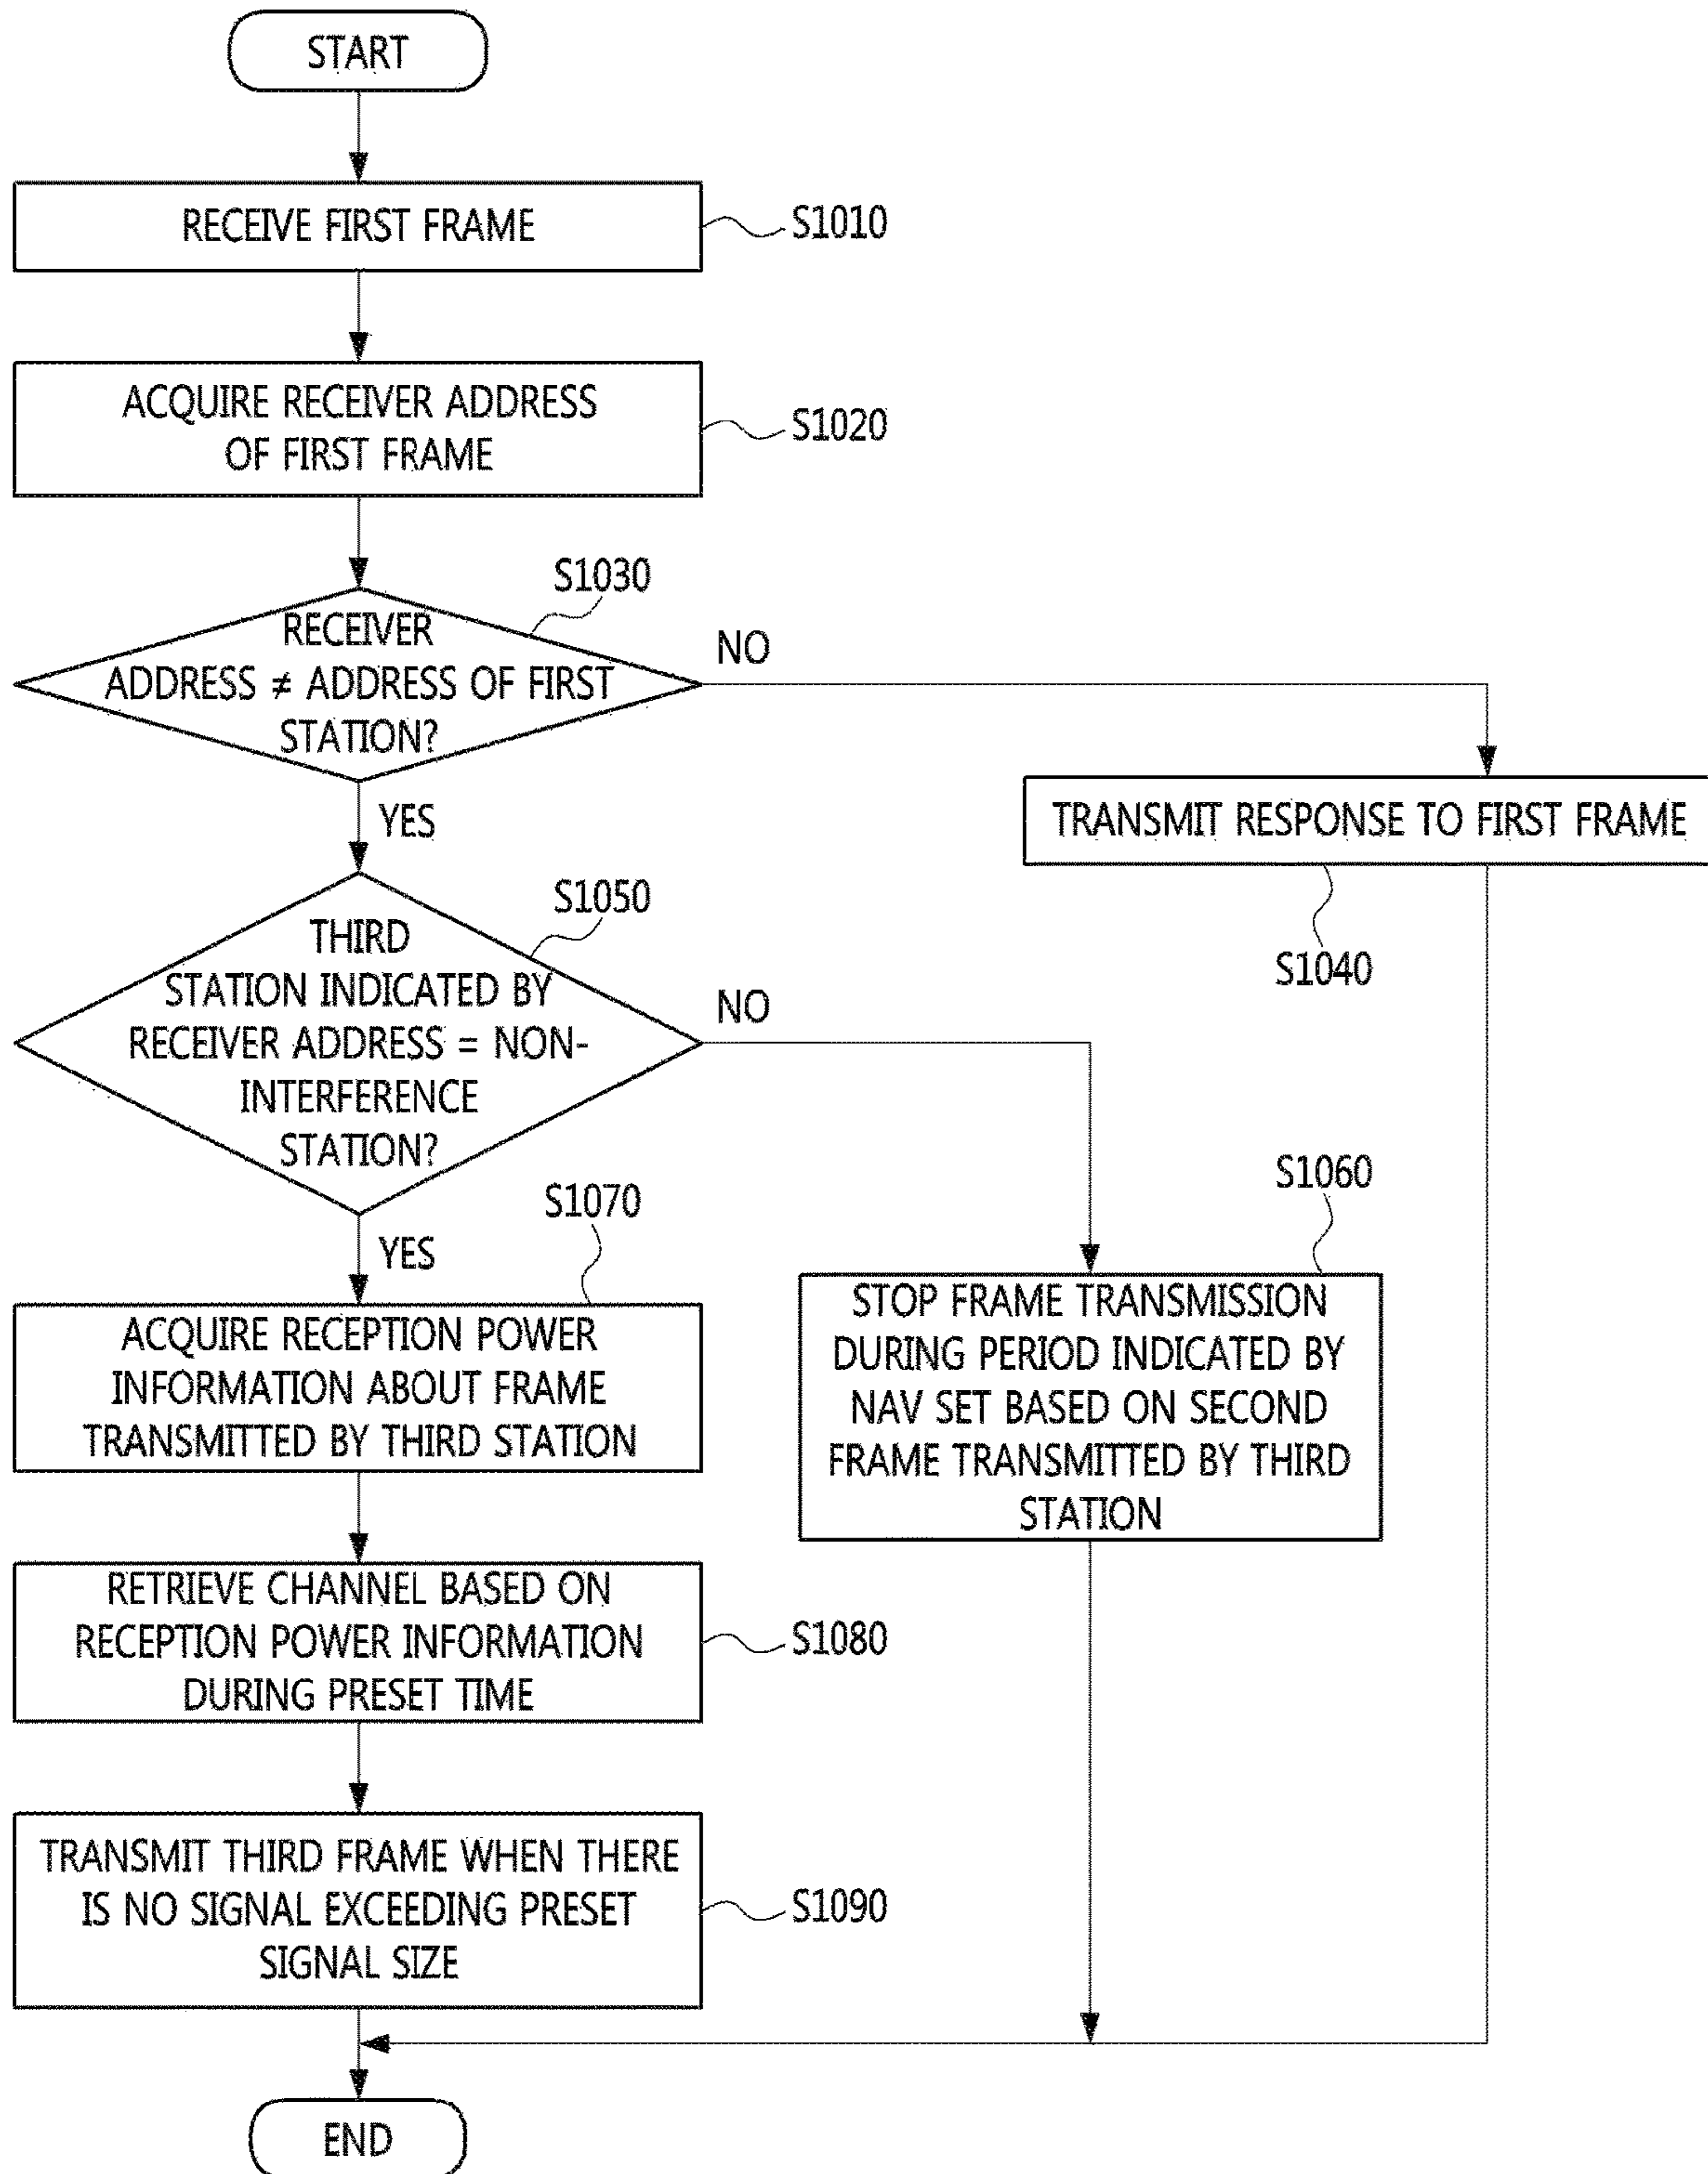 START
RECEIVE FIRST FRAME
S1010
ACQUIRE RECEIVER ADDRESS
OF FIRST FRAME
S1020
S1030
RECEIVER
ADDRESS ≠ ADDRESS OF FIRST
STATION?
NO
YES
TRANSMIT RESPONSE TO FIRST FRAME
S1040
S1050
THIRD
STATION INDICATED BY
RECEIVER ADDRESS = NON-
INTERFERENCE
STATION?
NO
YES
S1060
STOP FRAME TRANSMISSION
DURING PERIOD INDICATED BY
NAV SET BASED ON SECOND
FRAME TRANSMITTED BY THIRD
STATION
S1070
ACQUIRE RECEPTION POWER
INFORMATION ABOUT FRAME
TRANSMITTED BY THIRD STATION
RETRIEVE CHANNEL BASED ON
RECEPTION POWER INFORMATION
DURING PRESET TIME
S1080
TRANSMIT THIRD FRAME WHEN THERE
IS NO SIGNAL EXCEEDING PRESET
SIGNAL SIZE
S1090
END